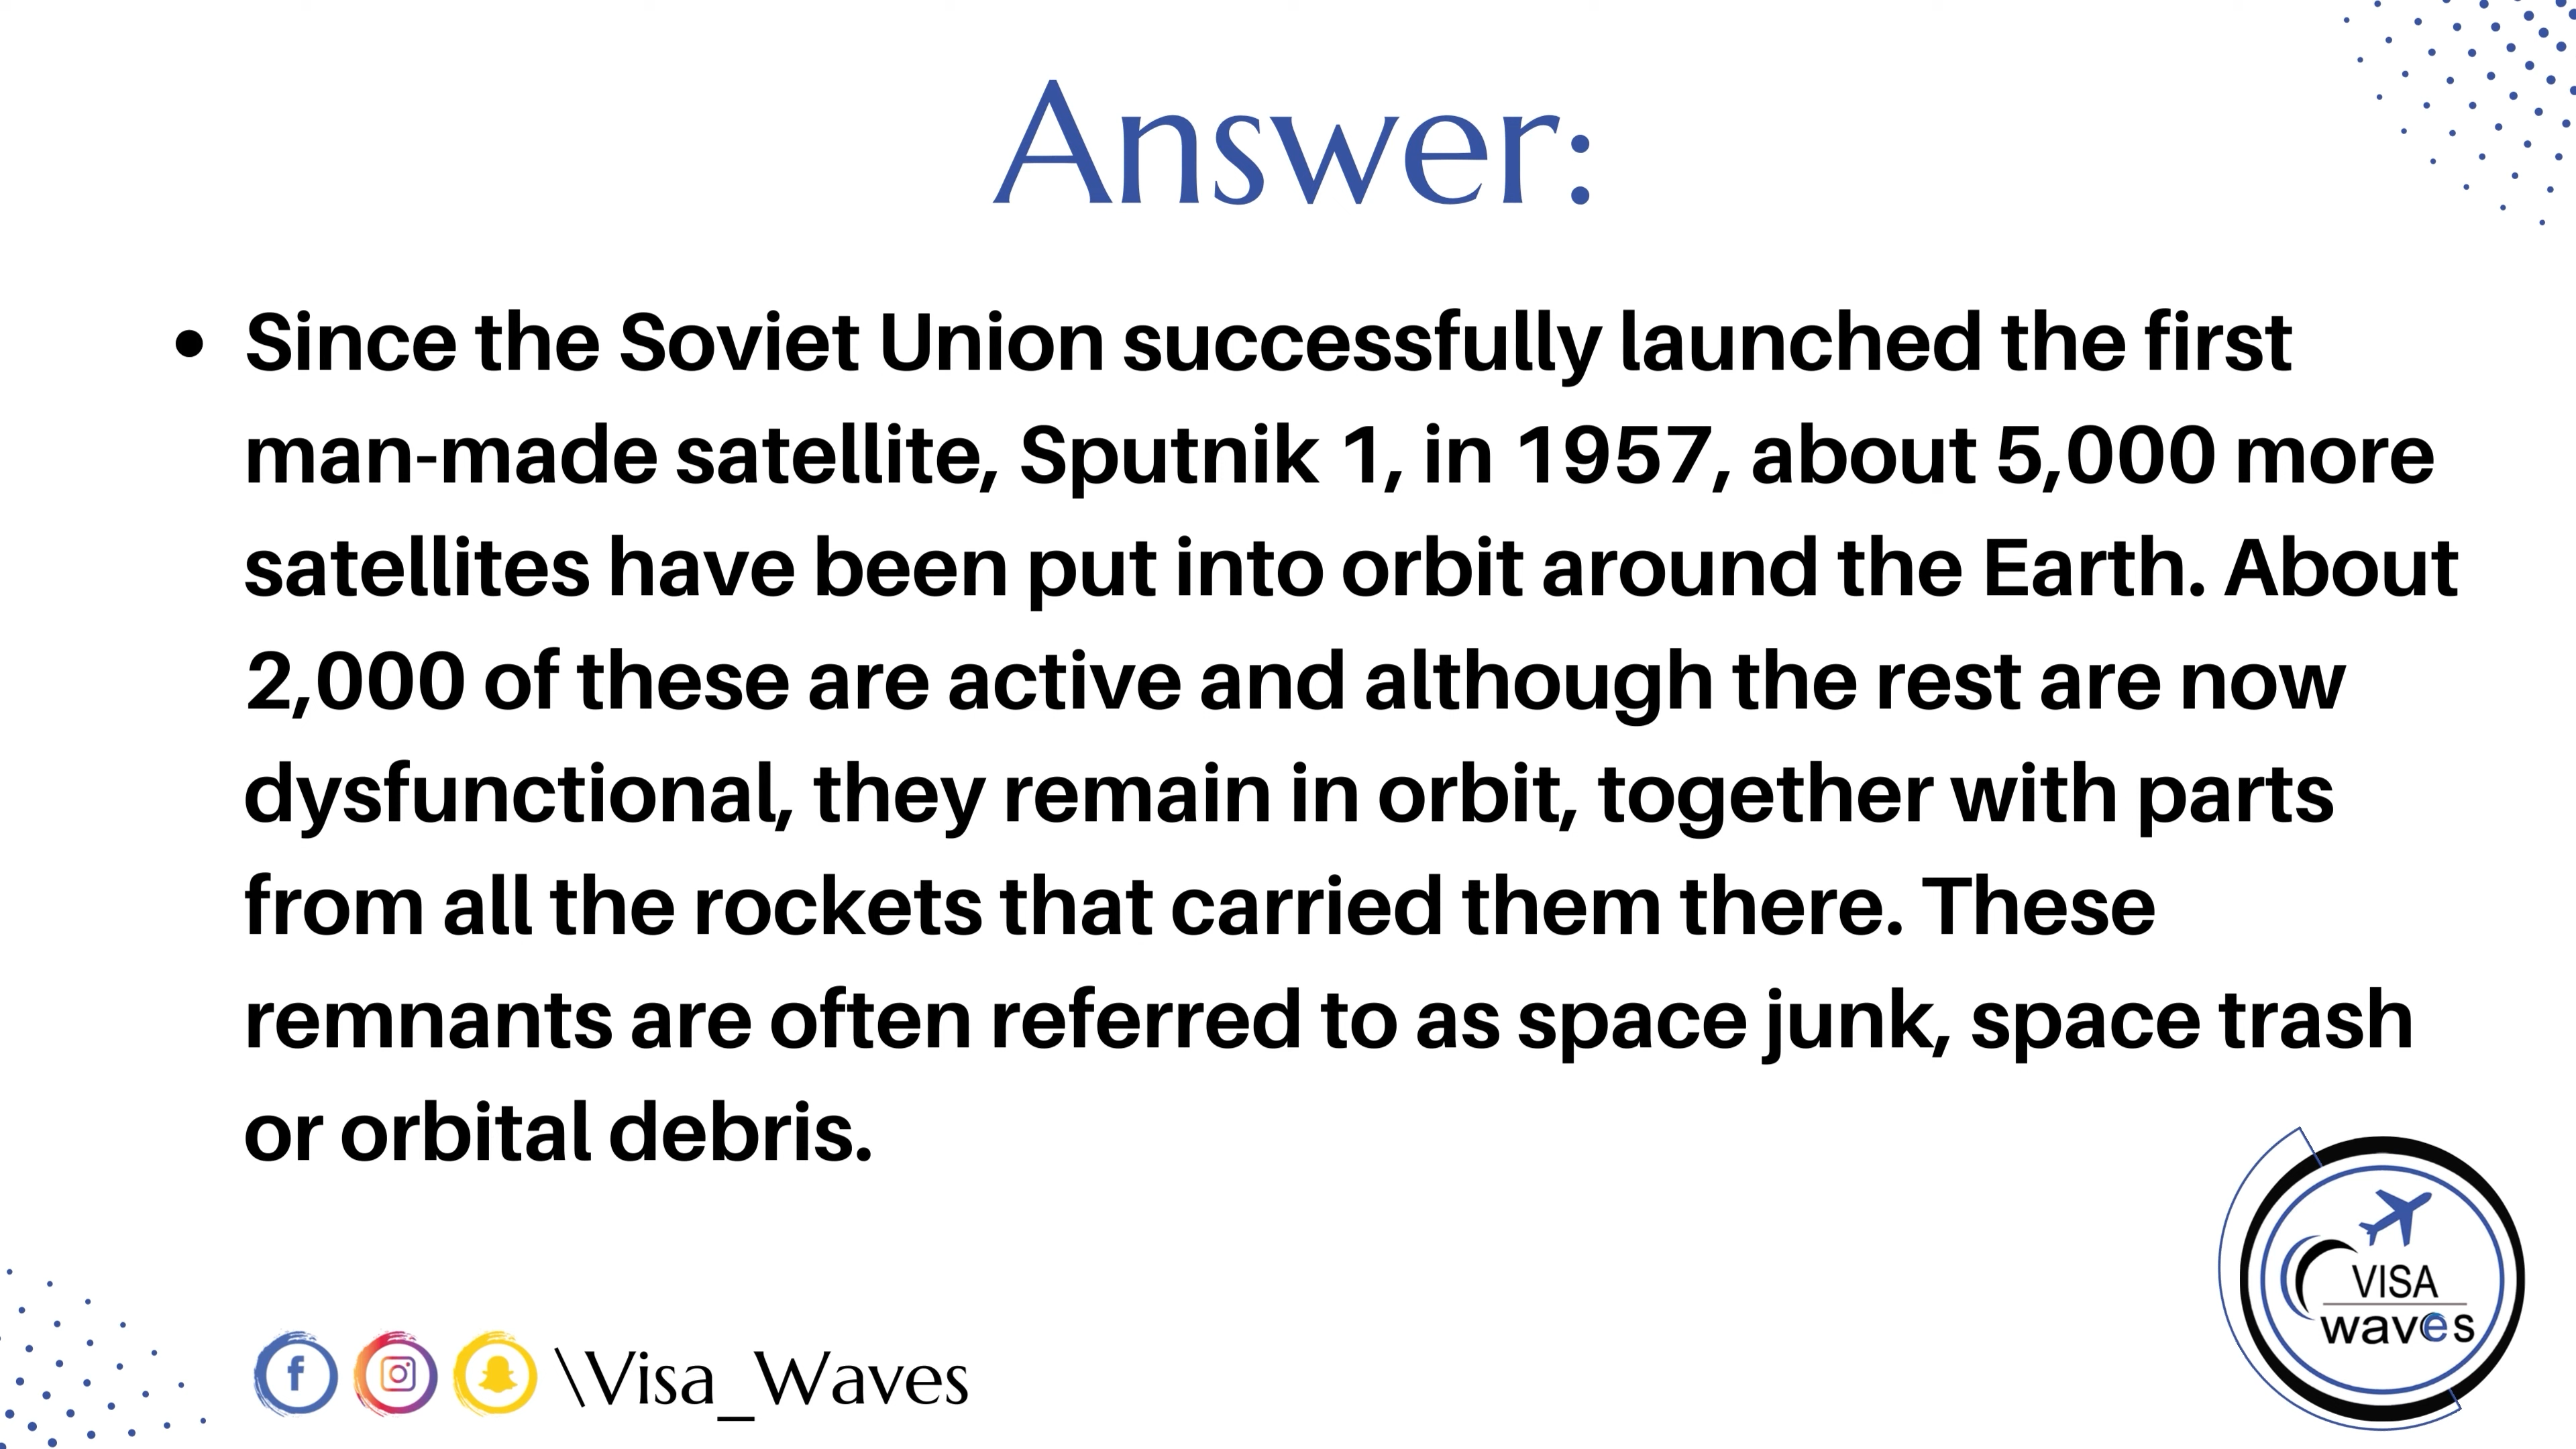 Answer:
• Since the Soviet Union successfully launched the first
man-made satellite, Sputnik 1, in 1957, about 5,000 more
satellites have been put into orbit around the Earth. About
2,000 of these are active and although the rest are now
dysfunctional, they remain in orbit, together with parts
from all the rockets that carried them there. These
remnants are often referred to as space junk, space trash
or orbital debris.
VISA
waves
\Visa_Waves